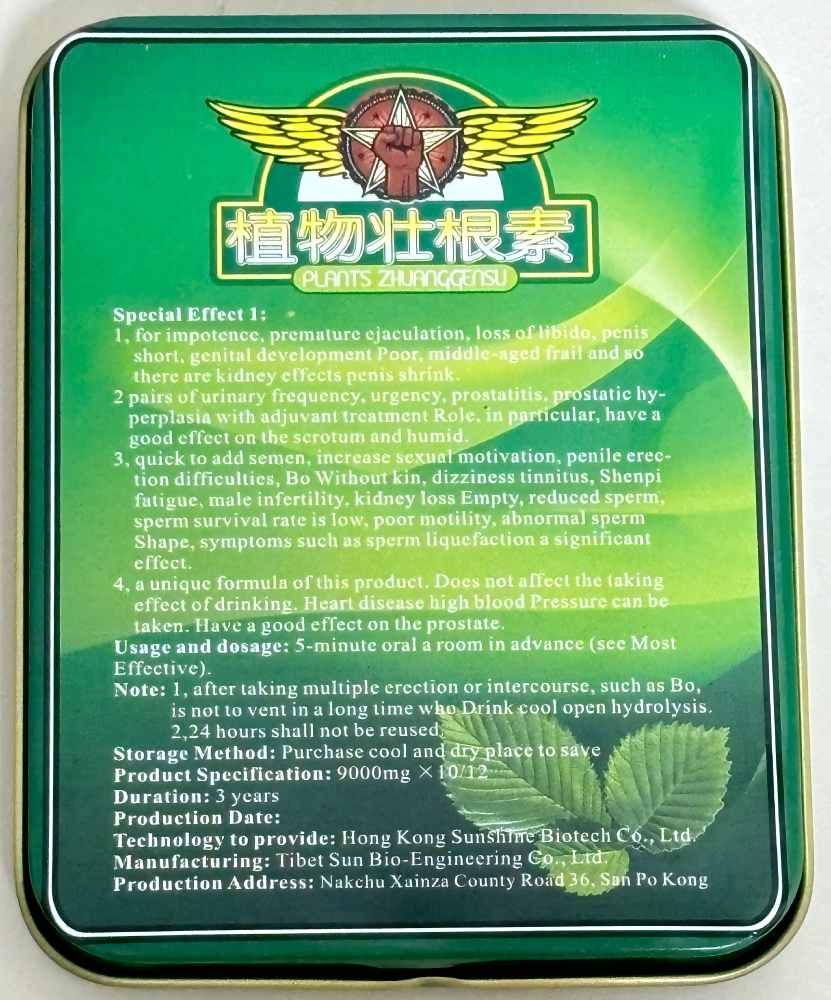 植物壮根素
PLANTS ZHUANGGENSU
Special Effect 1:
1, for impotence, premature ejaculation, loss of libido, penis
short, genital development Poor, middle-aged frail and so
there are kidney effects penis shrink.
2 pairs of urinary frequency, urgency, prostatitis, prostatic hy-
perplasia with adjuvant treatment Role. in particular, have a
good effect on the scrotum and humid.
3, quick to add semen, increase sexual motivation, penile erec-
tion difficulties, Bo Without kin, dizziness tinnitus, Shenpi
fatigue, male infertility, kidney loss Empty, reduced sperm,
sperm survival rate is low, poor motility, abnormal sperm
Shape, symptoms such as sperm liquefaction a significant
effect.
4, a unique formula of this product. Does not affect the taking
effect of drinking. Heart disease high blood Pressure can be
taken. Have a good effect on the prostate.
Usage and dosage: 5-minute oral a room in advance (see Most
Effective).
Note: 1, after taking multiple erection or intercourse, such as Bo,
is not to vent in a long time who Drink cool open hydrolysis.
2,24 hours shall not be reused.
Storage Method: Purchase cool and dry place to save
Product Specification: 9000mg ×10/12
Duration: 3 years
Production Date:
Technology to provide: Hong Kong Sunshine Biotech Co., Ltd.
Manufacturing: Tibet Sun Bio-Engineering Co., Ltd.
Production Address: Nakchu Xainza County Road 36, San Po Kong